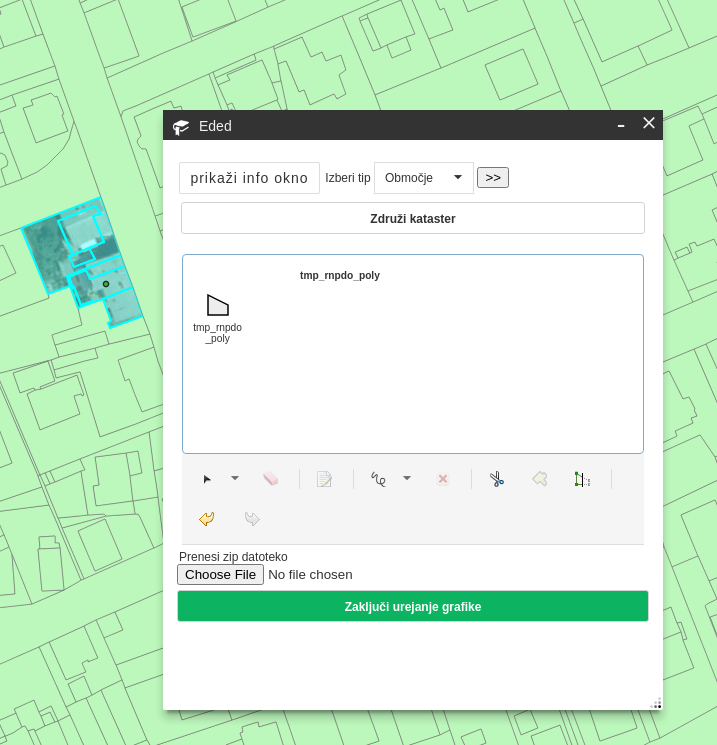 Eded
prikaži info okno Izberi tip Območje >>
Združi kataster
tmp_rnpdo_poly
tmp_rnpdo
_poly
Prenesi zip datoteko
Choose File No file chosen
Zaključi urejanje grafike